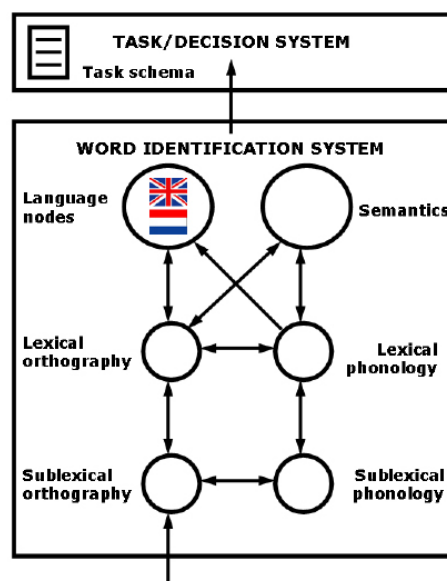 TASK/DECISION SYSTEM
Task schema
WORD IDENTIFICATION SYSTEM
Language
nodes
Semantics
Lexical
orthography
Lexical
phonology
Sublexical
orthography
Sublexical
phonology